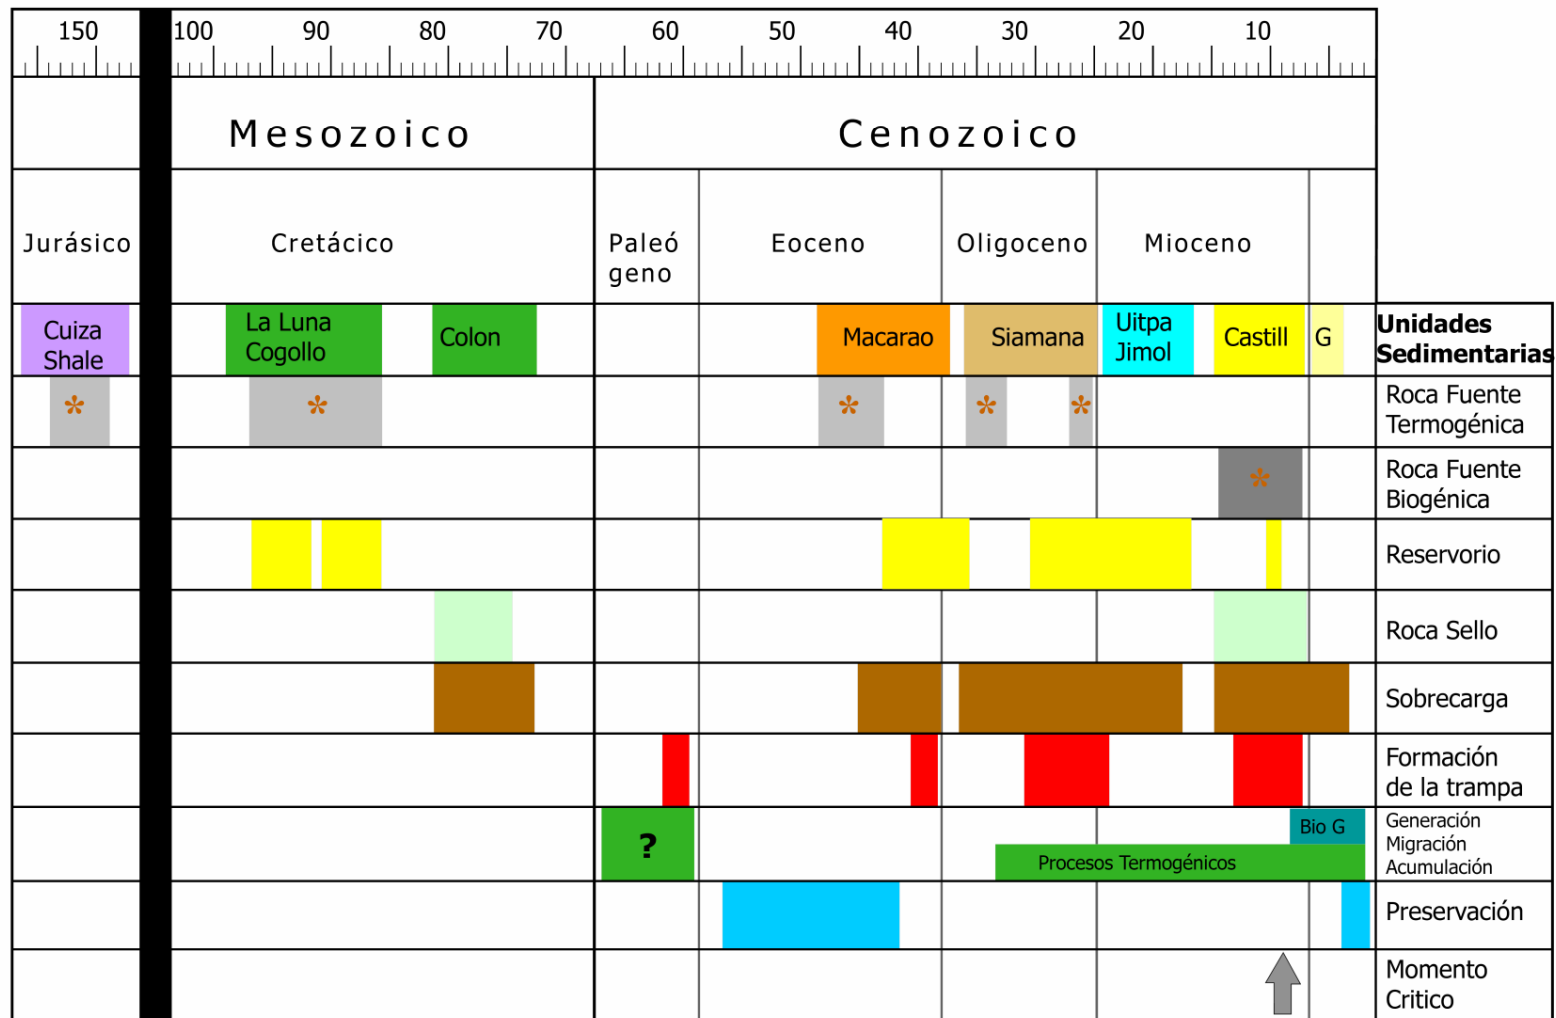 150 100 90 80 70 60 50 40 30 20 10
Mesozoico Cenozoico
Jurásico Cretácico Paleó Eoceno Oligoceno Mioceno
geno
Cuiza La Luna Colon Macarao Siamana Uitpa Castill G Unidades
Shale Cogollo Jimol Sedimentarias
* * * * * Roca Fuente
Termogénica
* Roca Fuente
Biogénica
Reservorio
Roca Sello
Sobrecarga
Formación
de la trampa
? Bio G Generación
Migración
Procesos Termogénicos Acumulación
Preservación
Momento
Critico